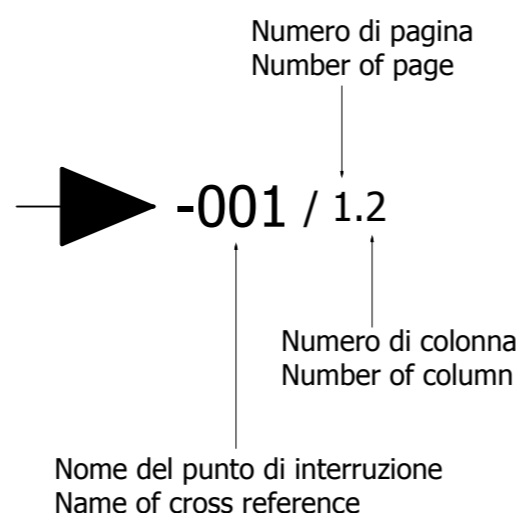 Numero di pagina
Number of page
-001 / 1.2
Numero di colonna
Number of column
Nome del punto di interruzione
Name of cross reference